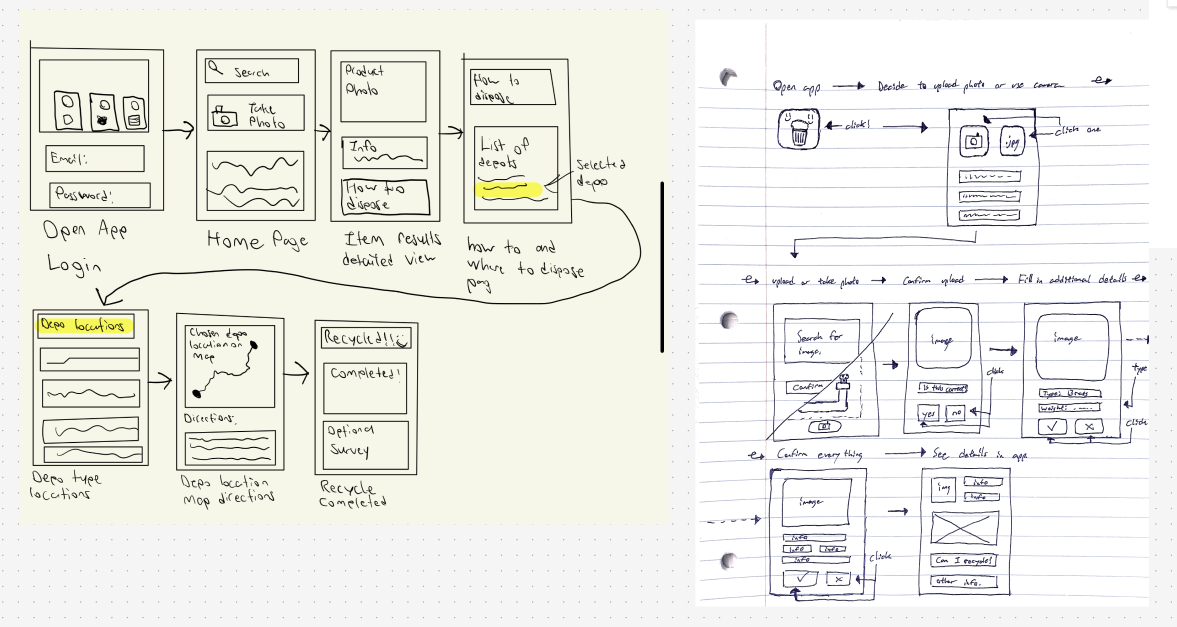 Email:
Password:
Open App
Login
Search
Take
Photo
Home Page
Product
Photo
Info
How to
dispose
Item results
detailed view
How to
dispose
List of
depots
Selected
depo
how to and
Where to dispose
pag
Depo locations
Depo type
locations
Chosen depo
location on
Map
Directions:
Depo location
Map directions
Recycled!!
Completed!
Optional
Survey
Recycle
Completed
Open app
Decide to upload photo or use camera
click!
jpg
Click one
upload or take photo
Confirm upload
Fill in additional details
Search for
image.
Confirm
image
Is this correct
yes
no
click
image
Type: Brass
weight:
type
click
Confirm everything
See details in app
image
info
info
info
info
click
img
info
info
Can I recycle?
other info.